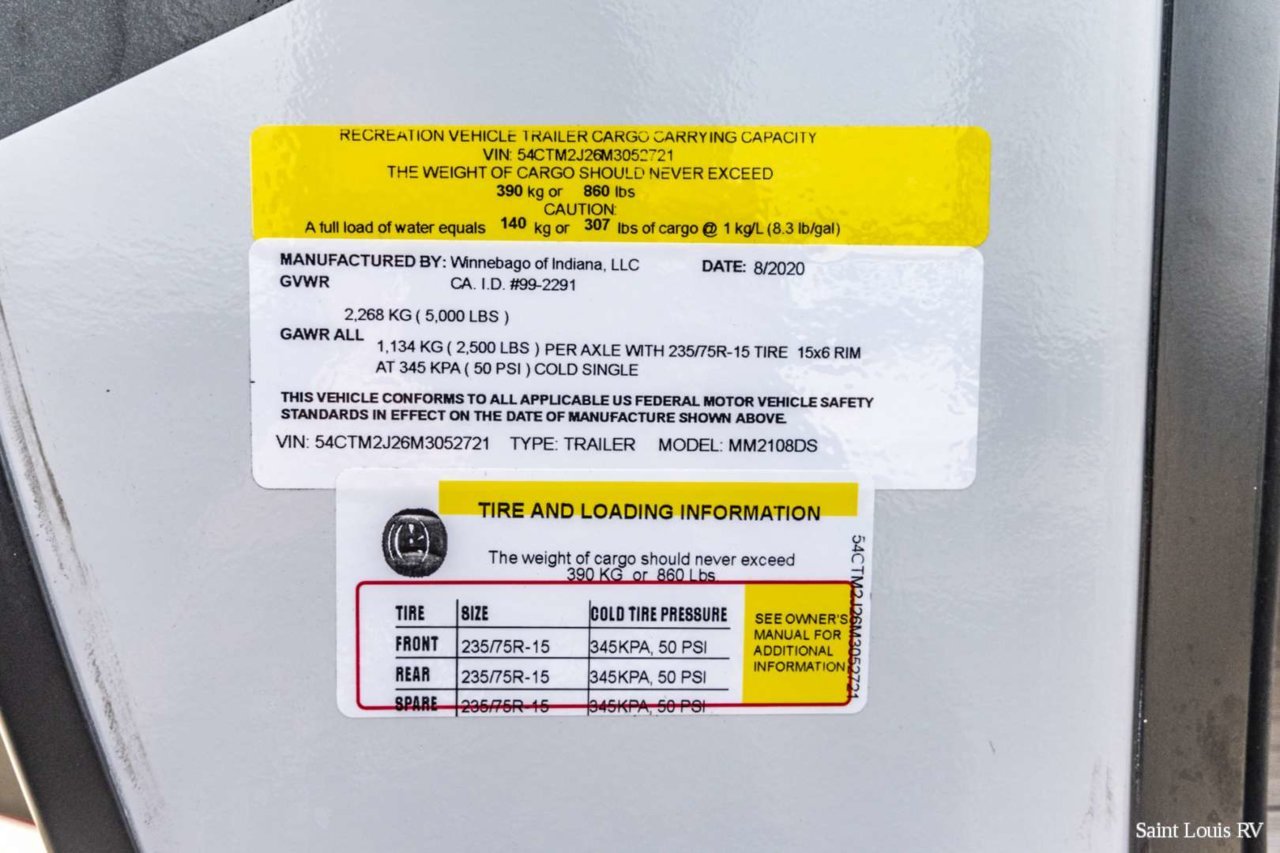 RECREATION VEHICLE TRAILER CARGO CARRYING CAPACITY
VIN: 54CTM2J26M3052721
THE WEIGHT OF CARGO SHOULD NEVER EXCEED
390 kg or 860 lbs
CAUTION:
A full load of water equals 140 kg or 307 lbs of cargo @ 1 kg/L (8.3 lb/gal)
MANUFACTURED BY: Winnebago of Indiana, LLC DATE: 8/2020
GVWR CA. I.D. #99-2291
2,268 KG ( 5,000 LBS )
GAWR ALL
1,134 KG ( 2,500 LBS ) PER AXLE WITH 235/75R-15 TIRE 15x6 RIM
AT 345 KPA ( 50 PSI ) COLD SINGLE
THIS VEHICLE CONFORMS TO ALL APPLICABLE US FEDERAL MOTOR VEHICLE SAFETY
STANDARDS IN EFFECT ON THE DATE OF MANUFACTURE SHOWN ABOVE.
VIN: 54CTM2J26M3052721 TYPE: TRAILER MODEL: MM2108DS
TIRE AND LOADING INFORMATION
The weight of cargo should never exceed
390 KG or 860 Lbs
TIRE SIZE COLD TIRE PRESSURE
FRONT 235/75R-15 345KPA, 50 PSI
REAR 235/75R-15 345KPA, 50 PSI
SPARE 235/75R-15 345KPA, 50 PSI
SEE OWNER'S
MANUAL FOR
ADDITIONAL
INFORMATION
54CTM2J26M3052721
Saint Louis RV